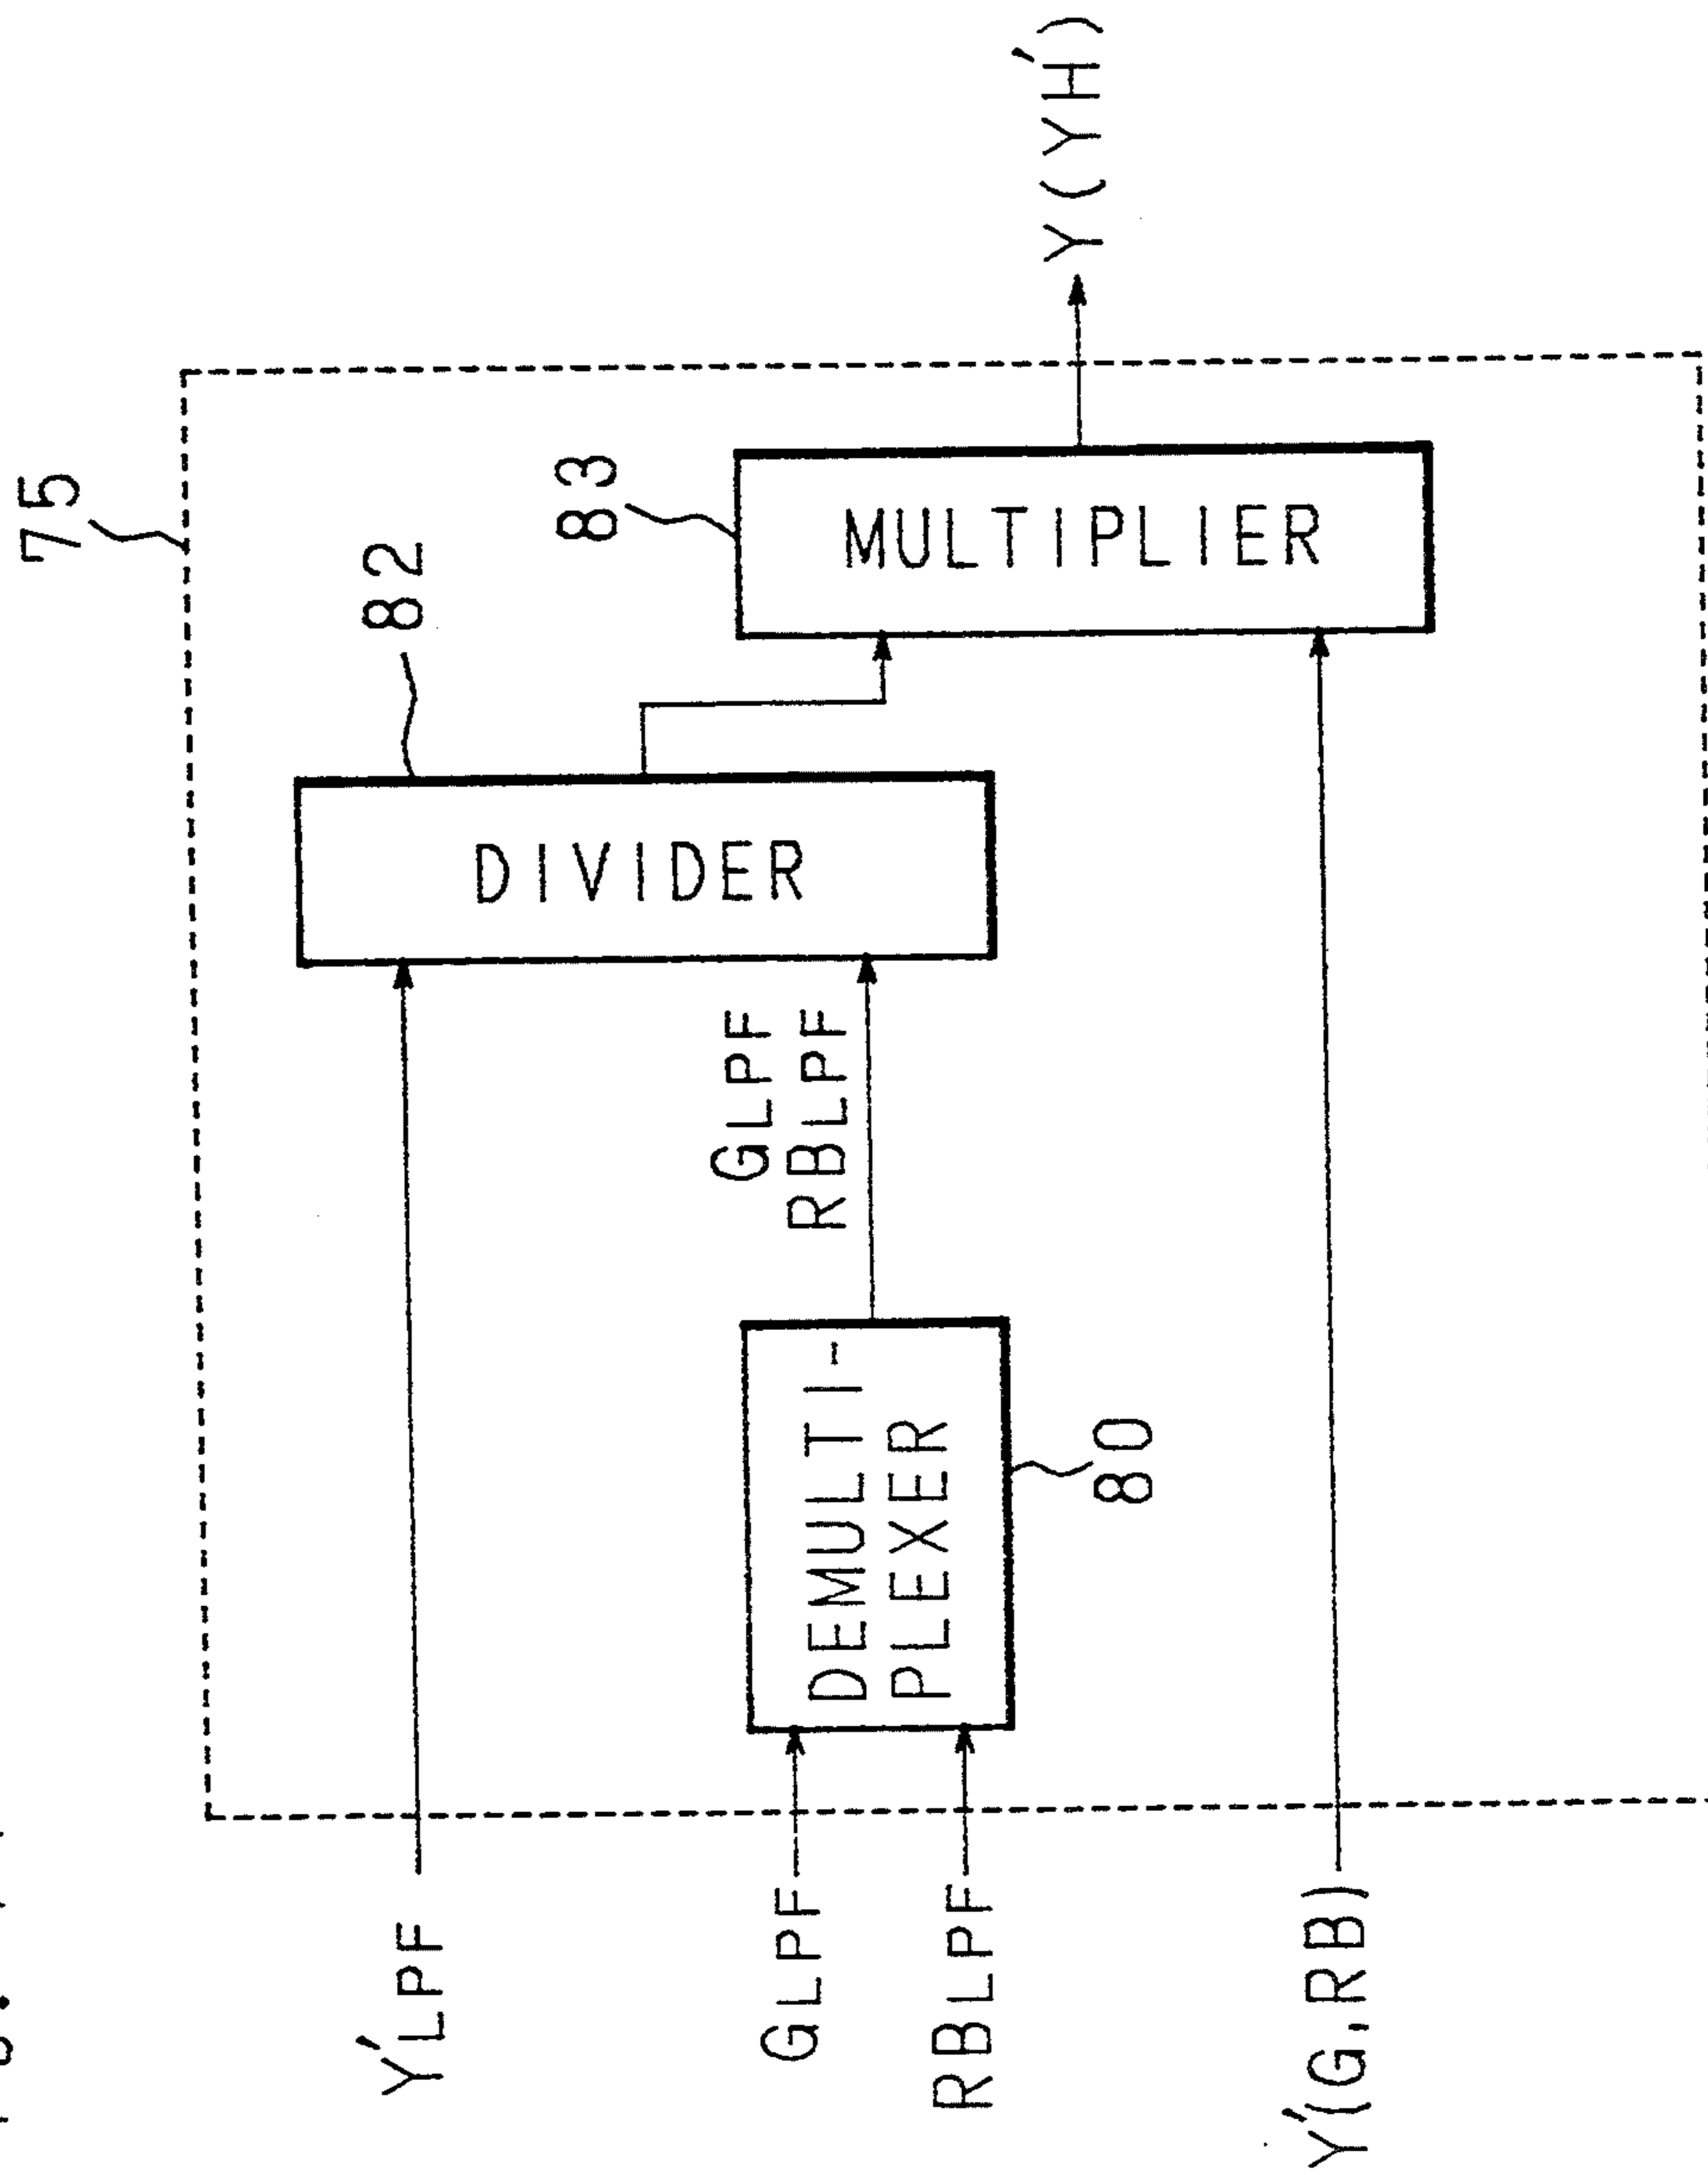 75
82
83
Y'LPF
DIVIDER
GLPF
RBLPF
GLPF
RBLPF
DEMULTI-
PLEXER
80
MULTIPLIER
Y(YH')
Y'(G,RB)